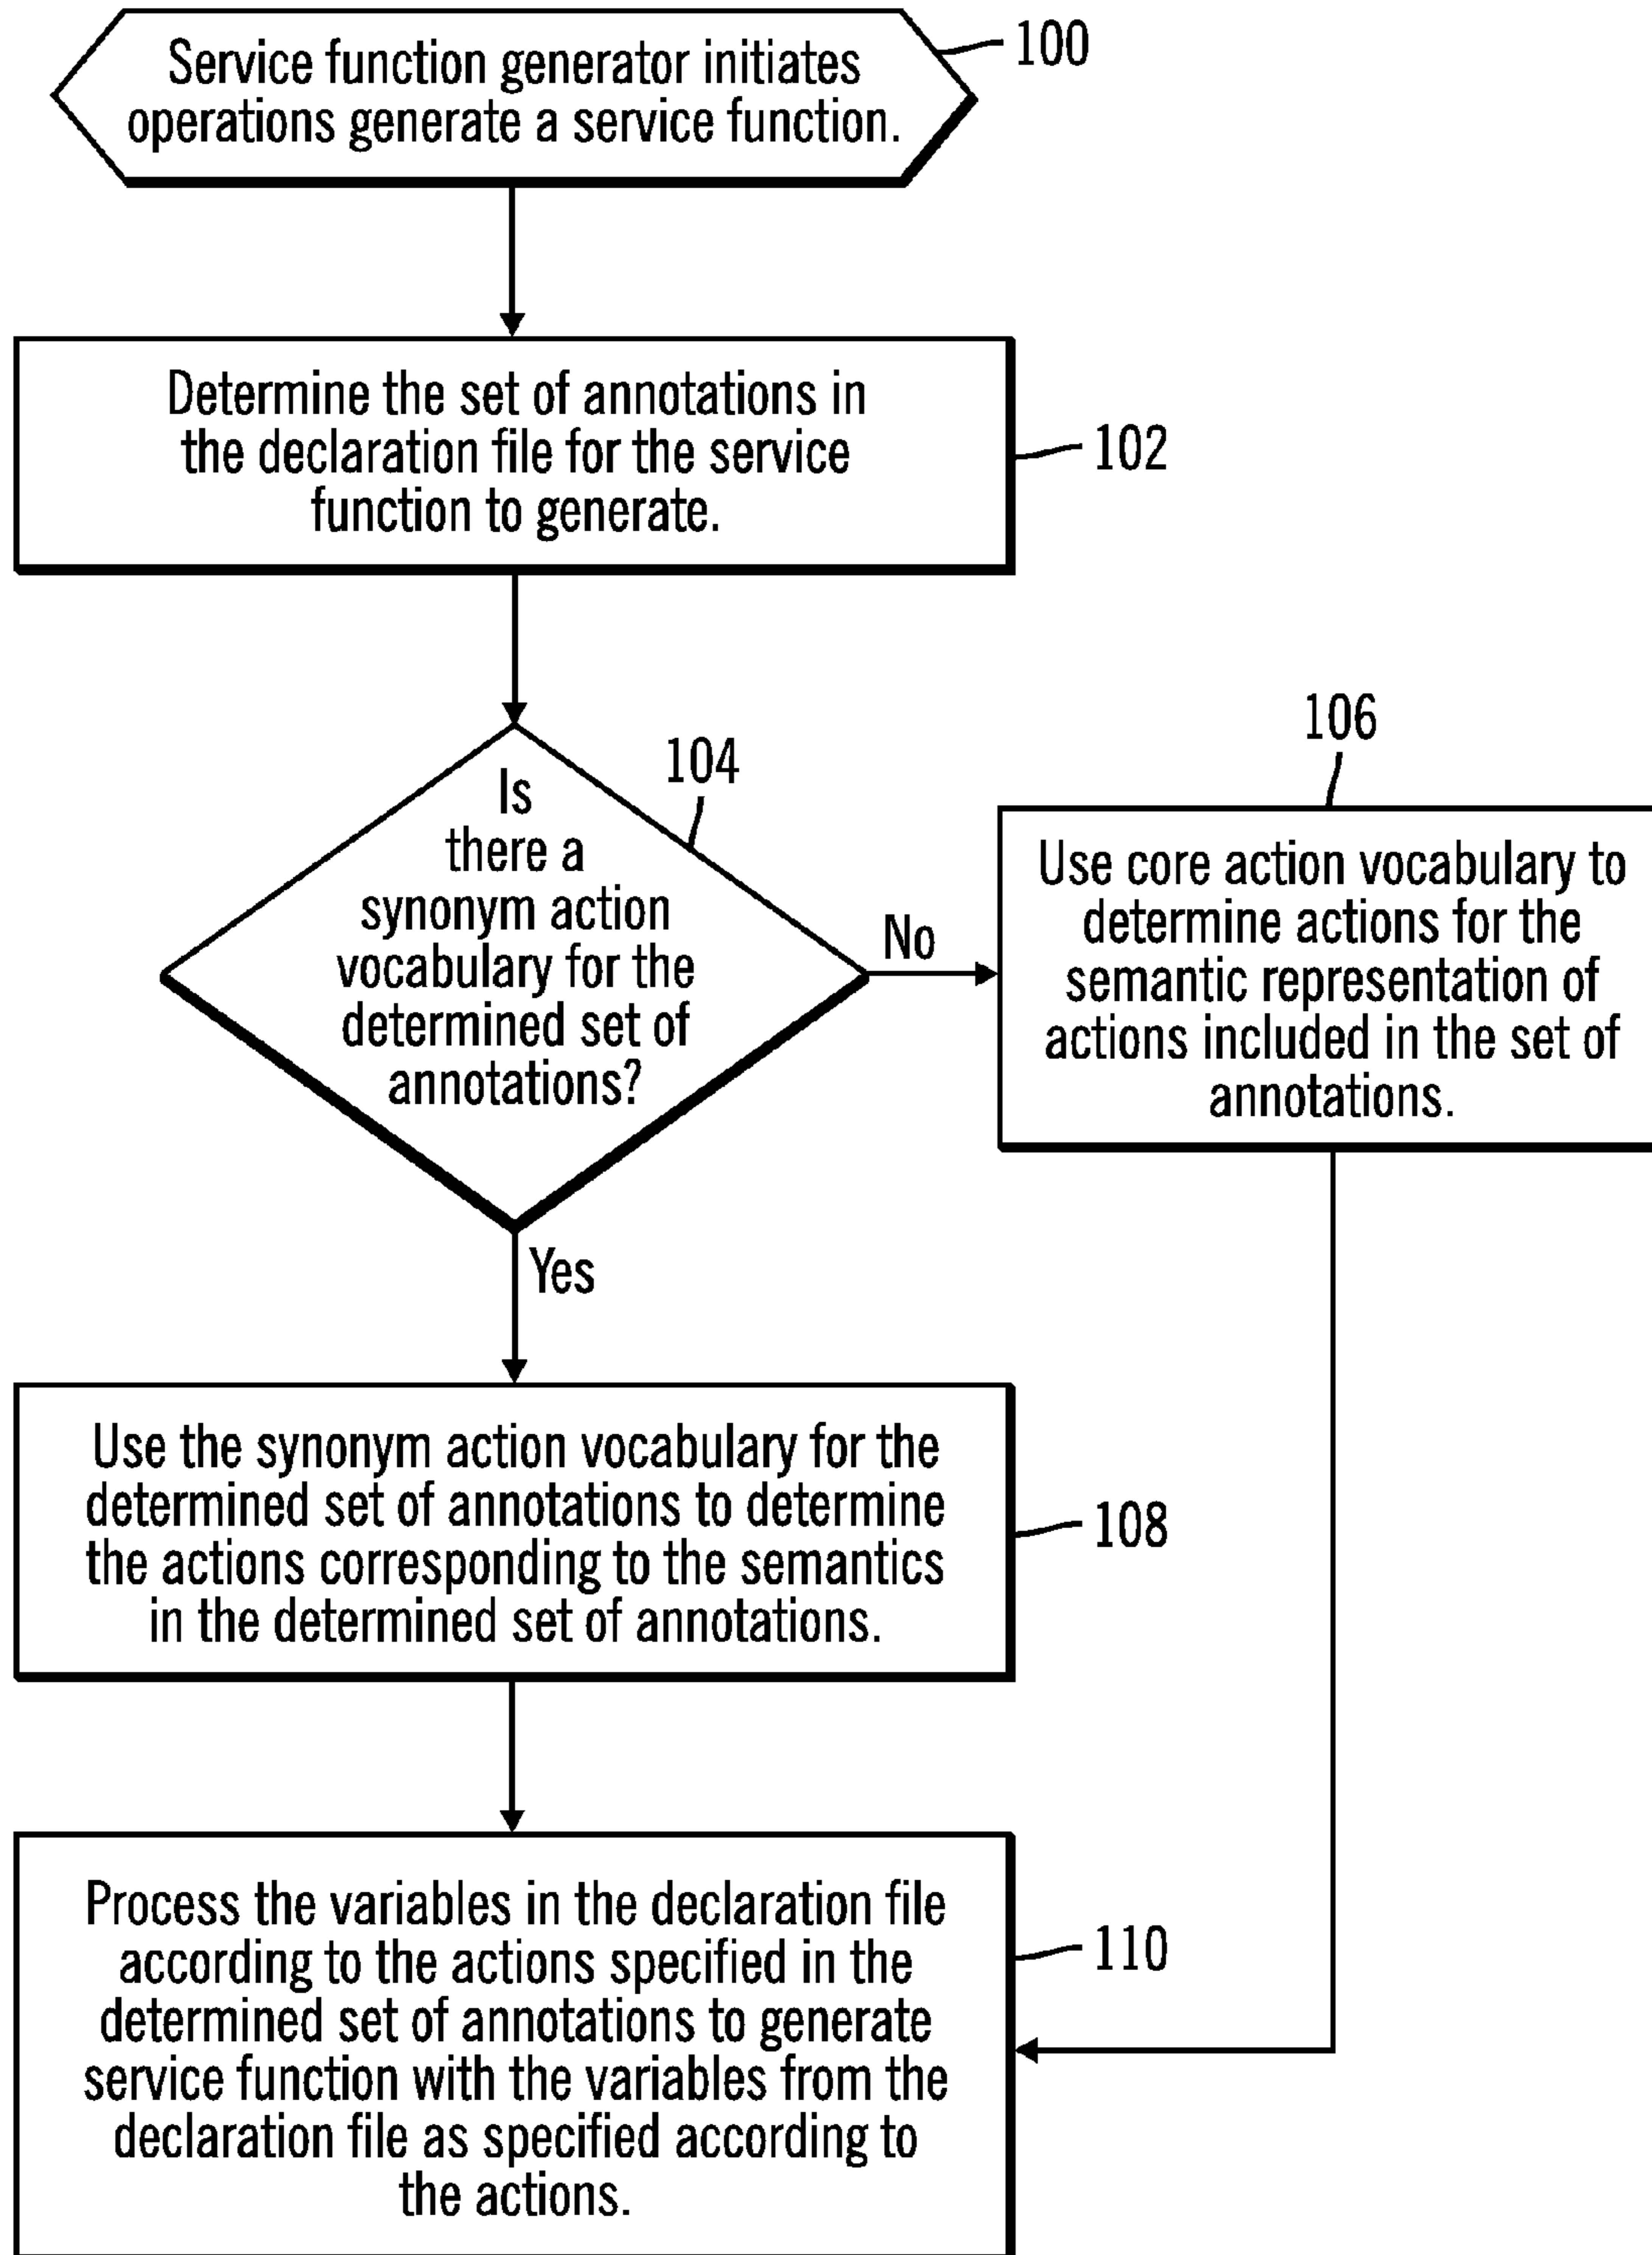 Service function generator initiates
operations generate a service function.
100
Determine the set of annotations in
the declaration file for the service
function to generate.
102
Is
there a
synonym action
vocabulary for the
determined set of
annotations?
104
No
106
Use core action vocabulary to
determine actions for the
semantic representation of
actions included in the set of
annotations.
Yes
Use the synonym action vocabulary for the
determined set of annotations to determine
the actions corresponding to the semantics
in the determined set of annotations.
108
Process the variables in the declaration file
according to the actions specified in the
determined set of annotations to generate
service function with the variables from the
declaration file as specified according to
the actions.
110